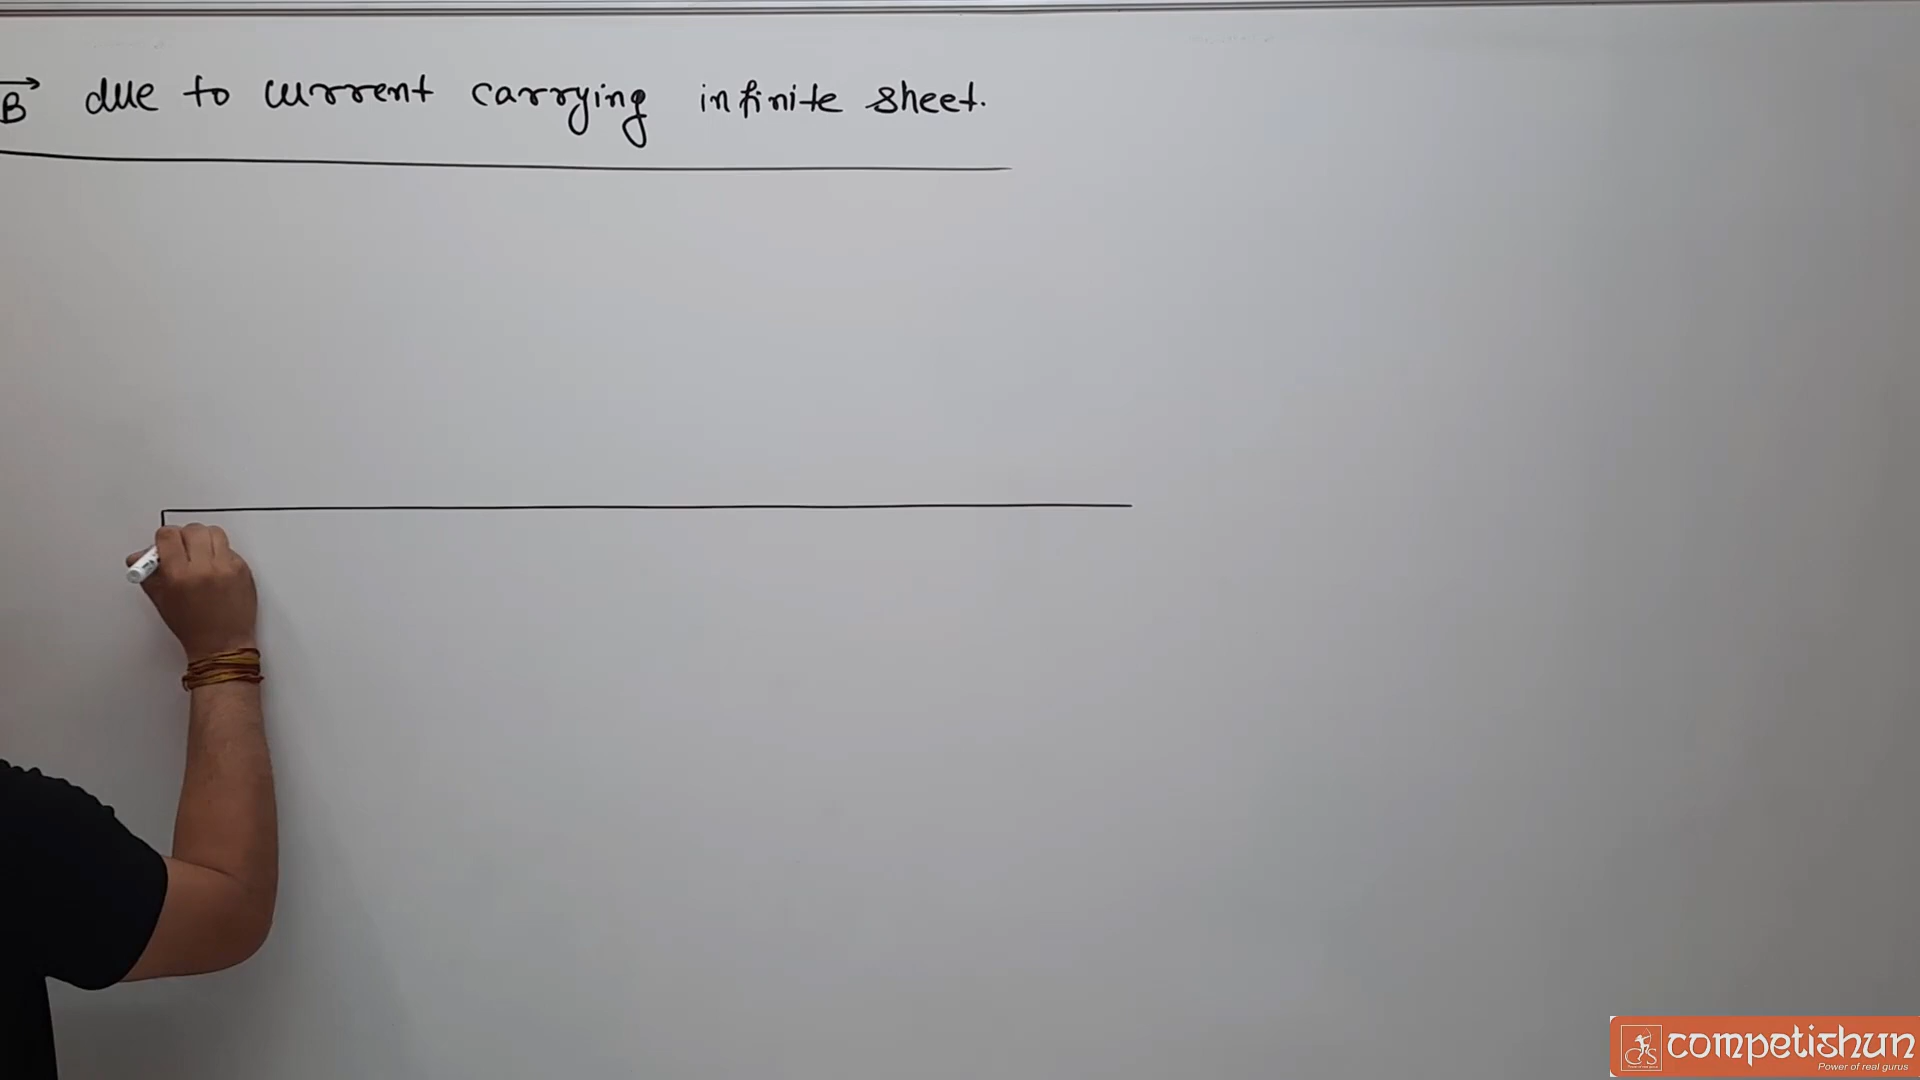 B⃗ due to current carrying infinite sheet.
competishun
Power of real gurus